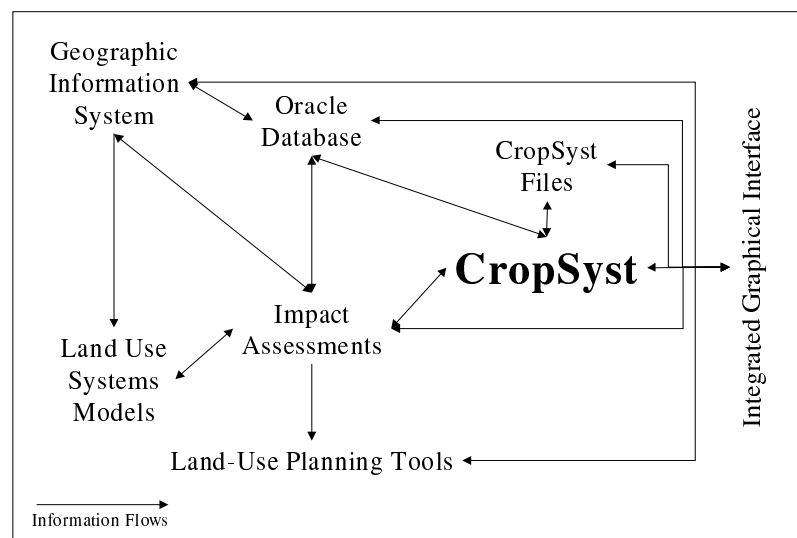 Geographic
Information
System
Oracle
Database
CropSyst
Files
CropSyst
Integrated Graphical Interface
Impact
Assessments
Land Use
Systems
Models
Land-Use Planning Tools
Information Flows